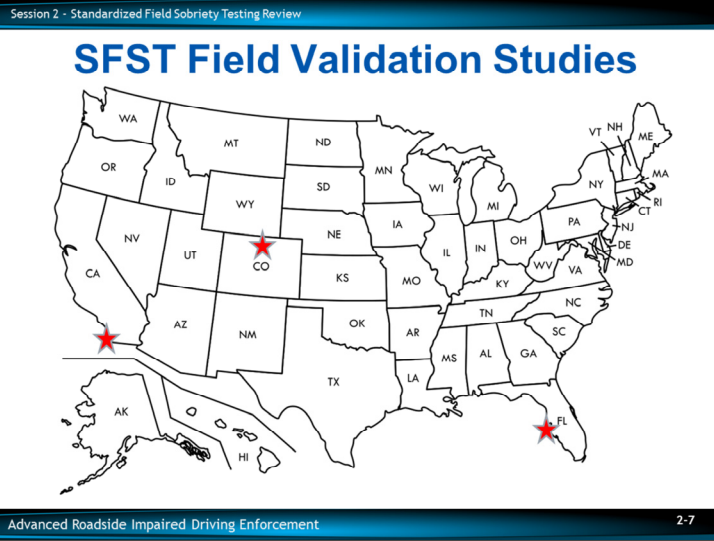 Session 2 - Standardized Field Sobriety Testing Review
SFST Field Validation Studies
WA
MT
ND
MN
VT
NH
ME
OR
ID
SD
WI
MI
NY
MA
RI
CT
WY
IA
NE
PA
NJ
NV
UT
CO
IL
IN
OH
DE
MD
CA
KS
MO
WV
VA
KY
AZ
NM
OK
AR
TN
NC
SC
MS
AL
GA
TX
LA
AK
HI
FL
Advanced Roadside Impaired Driving Enforcement
2-7